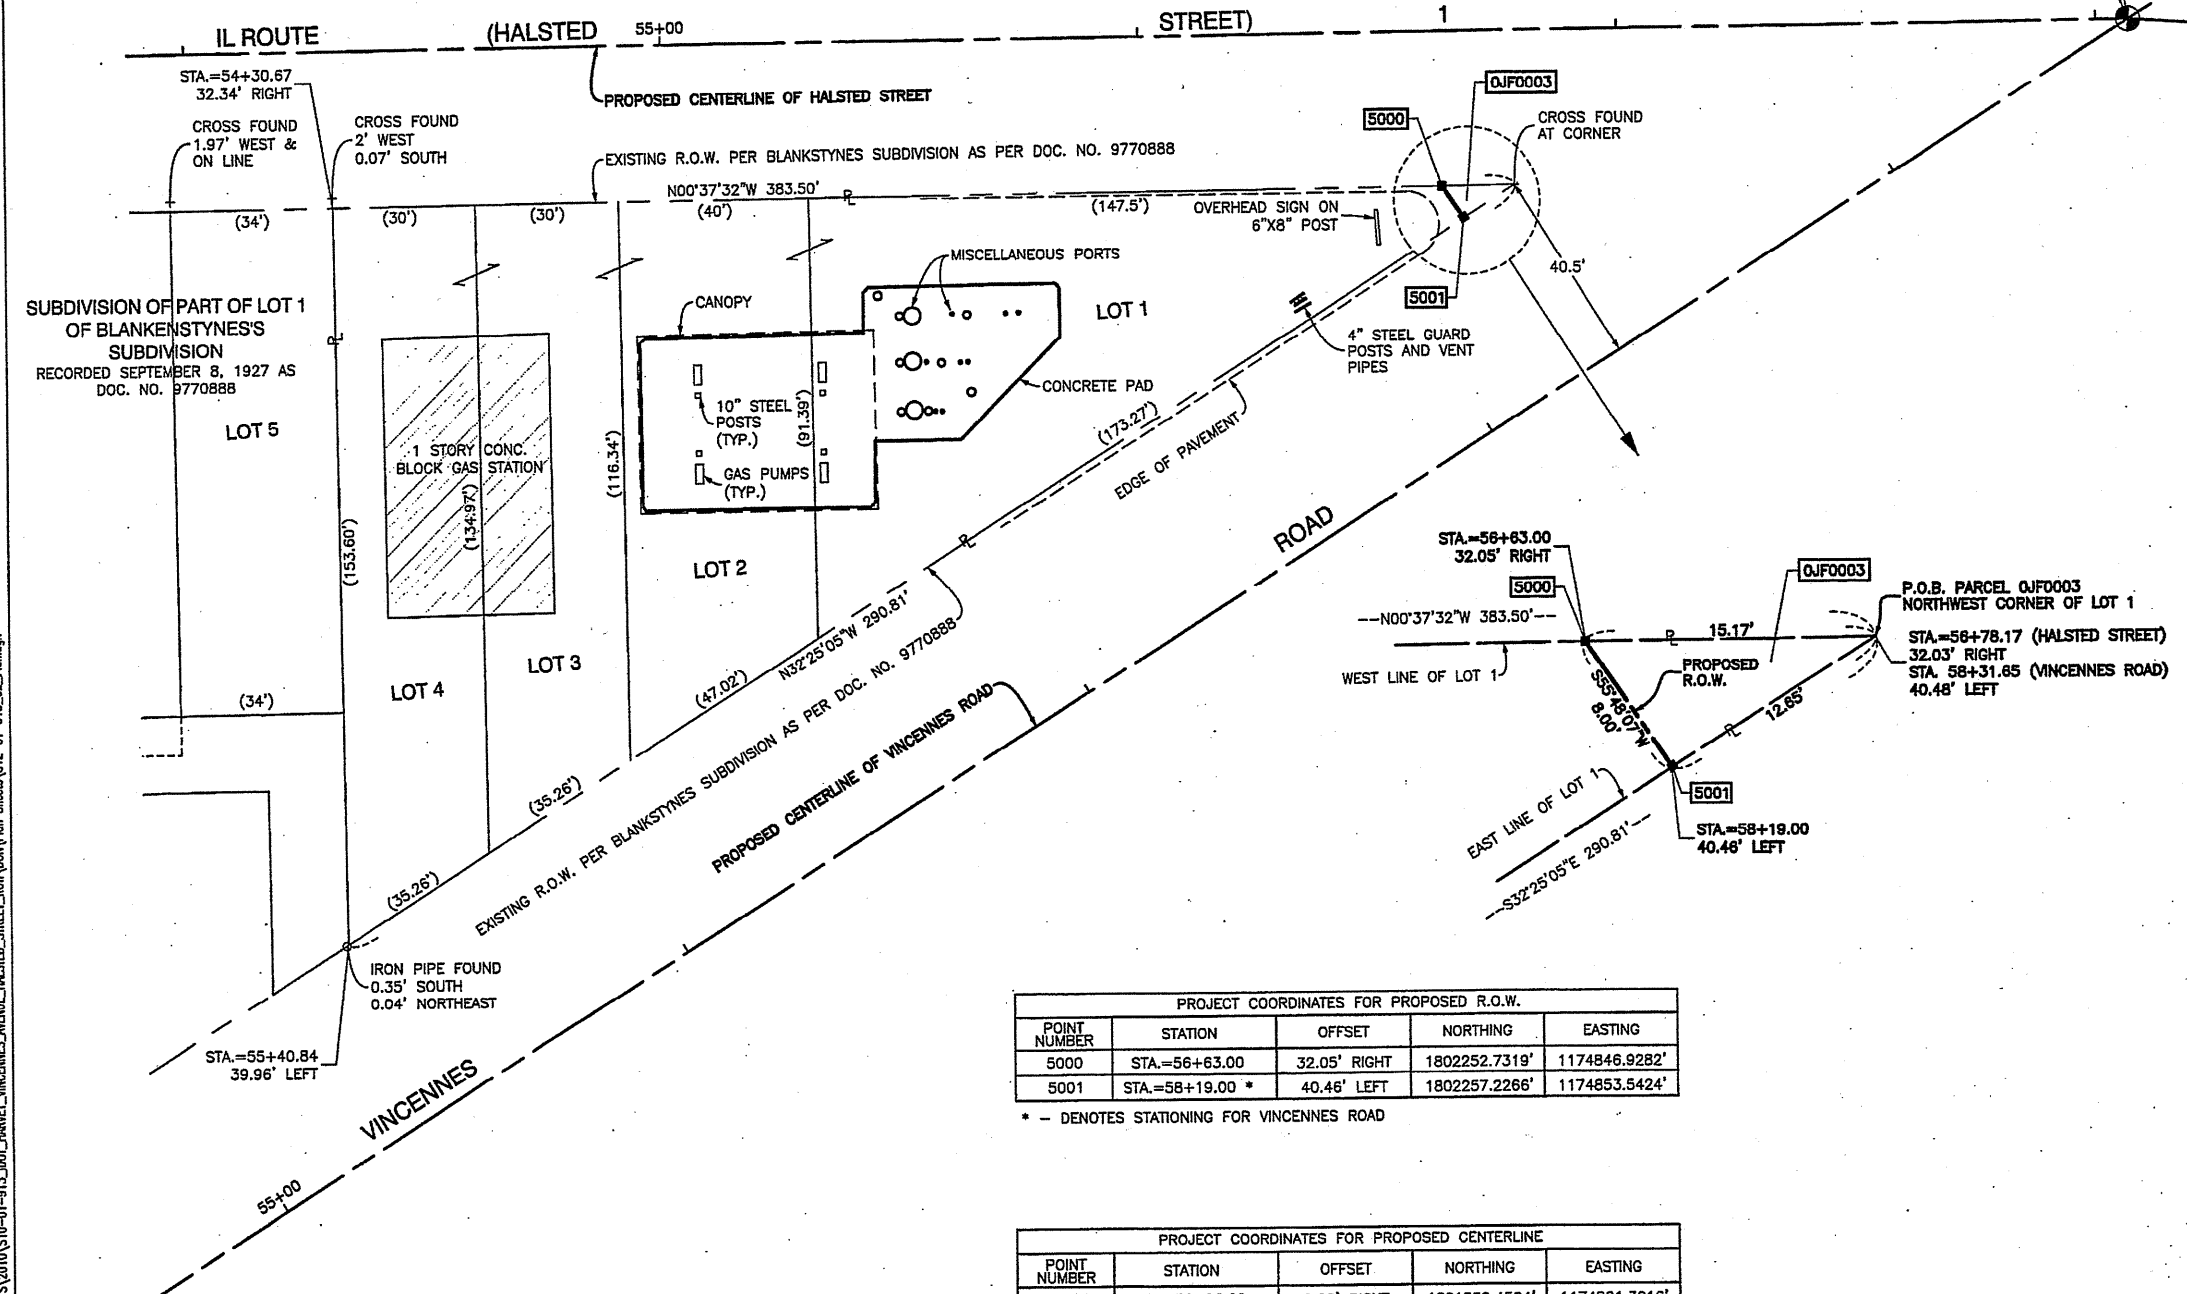 IL ROUTE (HALSTED 55+00 STREET) 1
STA.=54+30.67
32.34' RIGHT
PROPOSED CENTERLINE OF HALSTED STREET
0JF0003
5000
CROSS FOUND
AT CORNER
CROSS FOUND
1.97' WEST &
ON LINE
CROSS FOUND
2' WEST
0.07' SOUTH
EXISTING R.O.W. PER BLANKSTYNES SUBDIVISION AS PER DOC. NO. 9770888
N00°37'32"W 383.50'
PL
(34')
(30')
(30')
(40')
(147.5')
OVERHEAD SIGN ON
6"X8" POST
MISCELLANEOUS PORTS
40.5'
5001
CANOPY
LOT 1
SUBDIVISION OF PART OF LOT 1
OF BLANKENSTYNES'S
SUBDIVISION
RECORDED SEPTEMBER 8, 1927 AS
DOC. NO. 9770888
PL
4" STEEL GUARD
POSTS AND VENT
PIPES
CONCRETE PAD
10" STEEL
POSTS
(TYP.)
(91.39')
(173.27')
EDGE OF PAVEMENT
LOT 5
1 STORY CONC.
BLOCK GAS STATION
(134.97')
(116.34')
GAS PUMPS
(TYP.)
(153.60')
PL
ROAD
LOT 2
N32°25'05"W 290.81'
(47.02')
LOT 3
LOT 4
(34')
(35.26')
(35.26')
EXISTING R.O.W. PER BLANKSTYNES SUBDIVISION AS PER DOC. NO. 9770888
PROPOSED CENTERLINE OF VINCENNES ROAD
IRON PIPE FOUND
0.35' SOUTH
0.04' NORTHEAST
STA.=55+40.84
39.96' LEFT
VINCENNES
55+00
STA.=56+63.00
32.05' RIGHT
5000
0JF0003
P.O.B. PARCEL 0JF0003
NORTHWEST CORNER OF LOT 1
--N00°37'32"W 383.50'--
PL
15.17'
STA.=56+78.17 (HALSTED STREET)
32.03' RIGHT
STA. 58+31.65 (VINCENNES ROAD)
40.48' LEFT
WEST LINE OF LOT 1
PROPOSED
R.O.W.
S55°48'07"W
8.00'
12.65'
PL
5001
EAST LINE OF LOT 1
--S32°25'05"E 290.81'--
STA.=58+19.00
40.46' LEFT
PROJECT COORDINATES FOR PROPOSED R.O.W.
POINT NUMBER STATION OFFSET NORTHING EASTING
5000 STA.=56+63.00 32.05' RIGHT 1802252.7319' 1174846.9282'
5001 STA.=58+19.00 * 40.46' LEFT 1802257.2266' 1174853.5424'
* – DENOTES STATIONING FOR VINCENNES ROAD
PROJECT COORDINATES FOR PROPOSED CENTERLINE
POINT NUMBER STATION OFFSET NORTHING EASTING